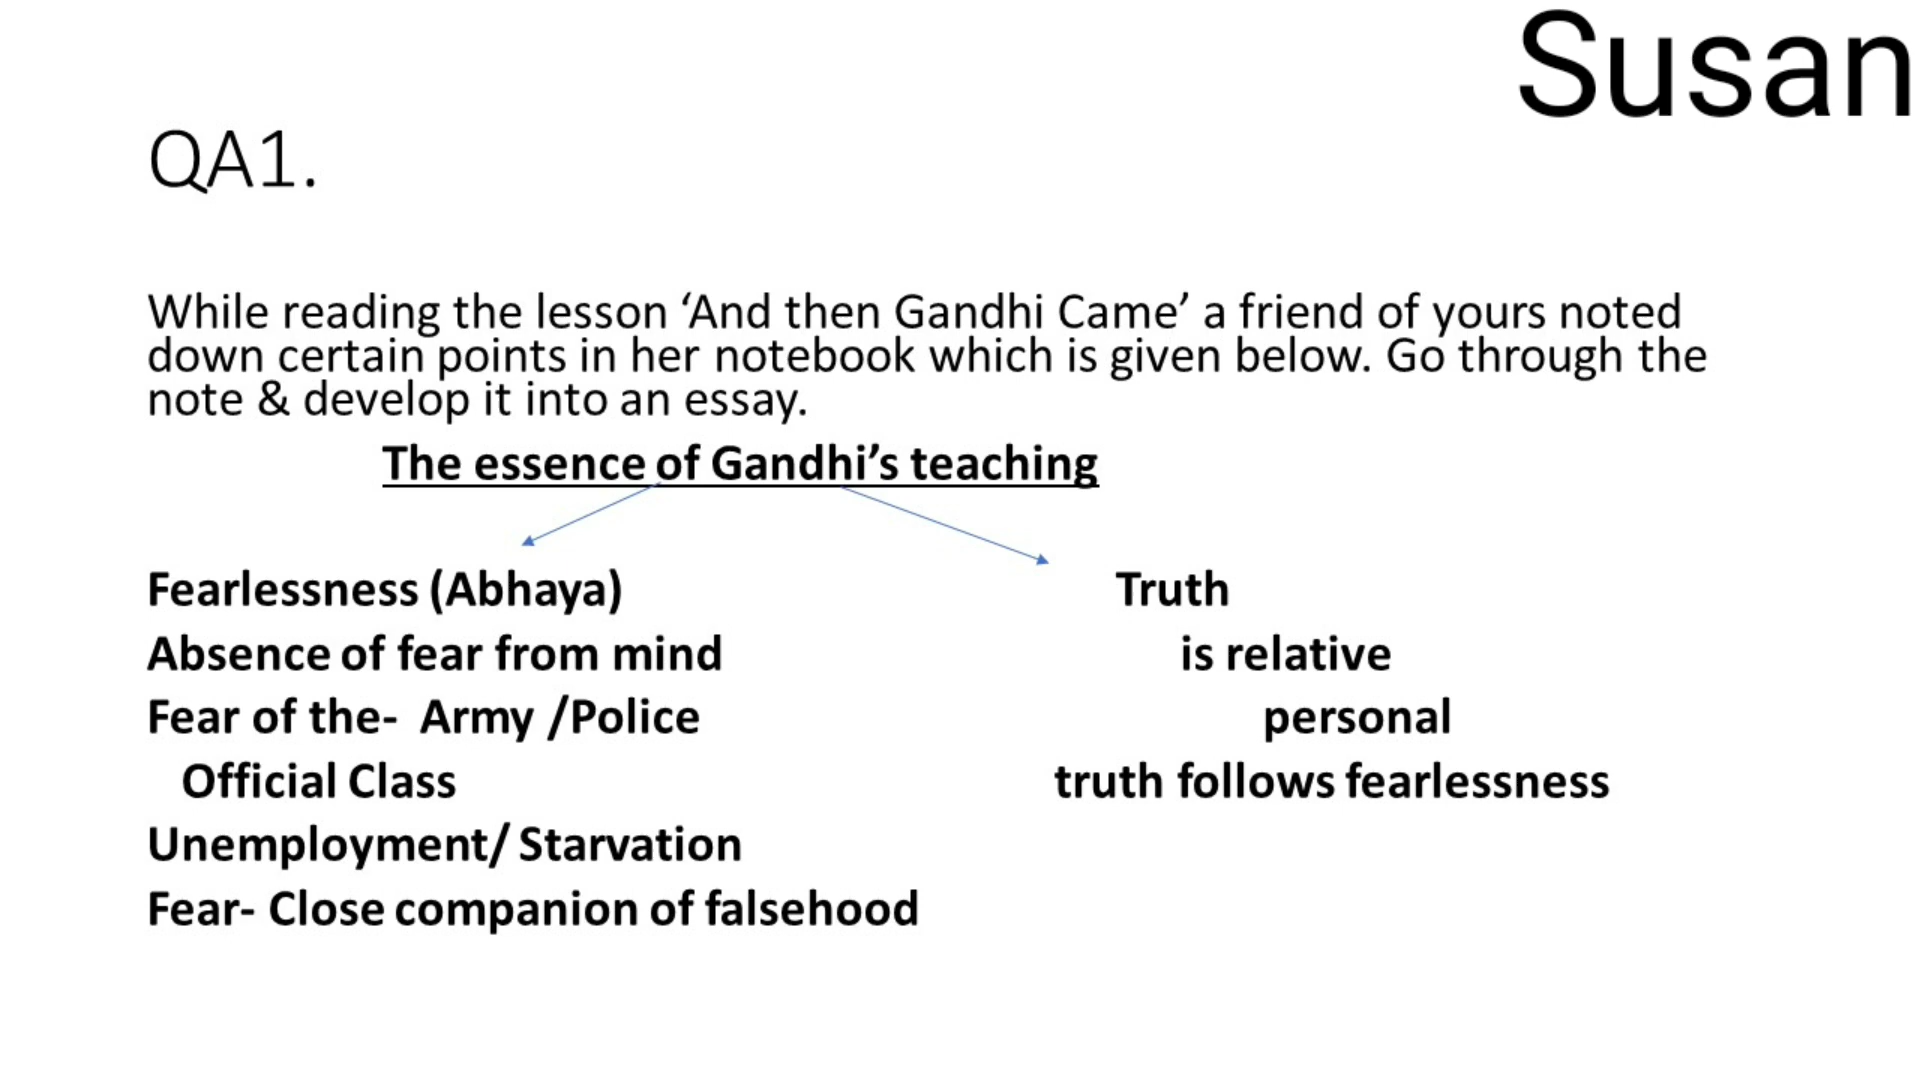 Susan
QA1.
While reading the lesson ‘And then Gandhi Came’ a friend of yours noted
down certain points in her notebook which is given below. Go through the
note & develop it into an essay.
The essence of Gandhi’s teaching
Fearlessness (Abhaya) Truth
Absence of fear from mind is relative
Fear of the- Army /Police personal
Official Class truth follows fearlessness
Unemployment/ Starvation
Fear- Close companion of falsehood